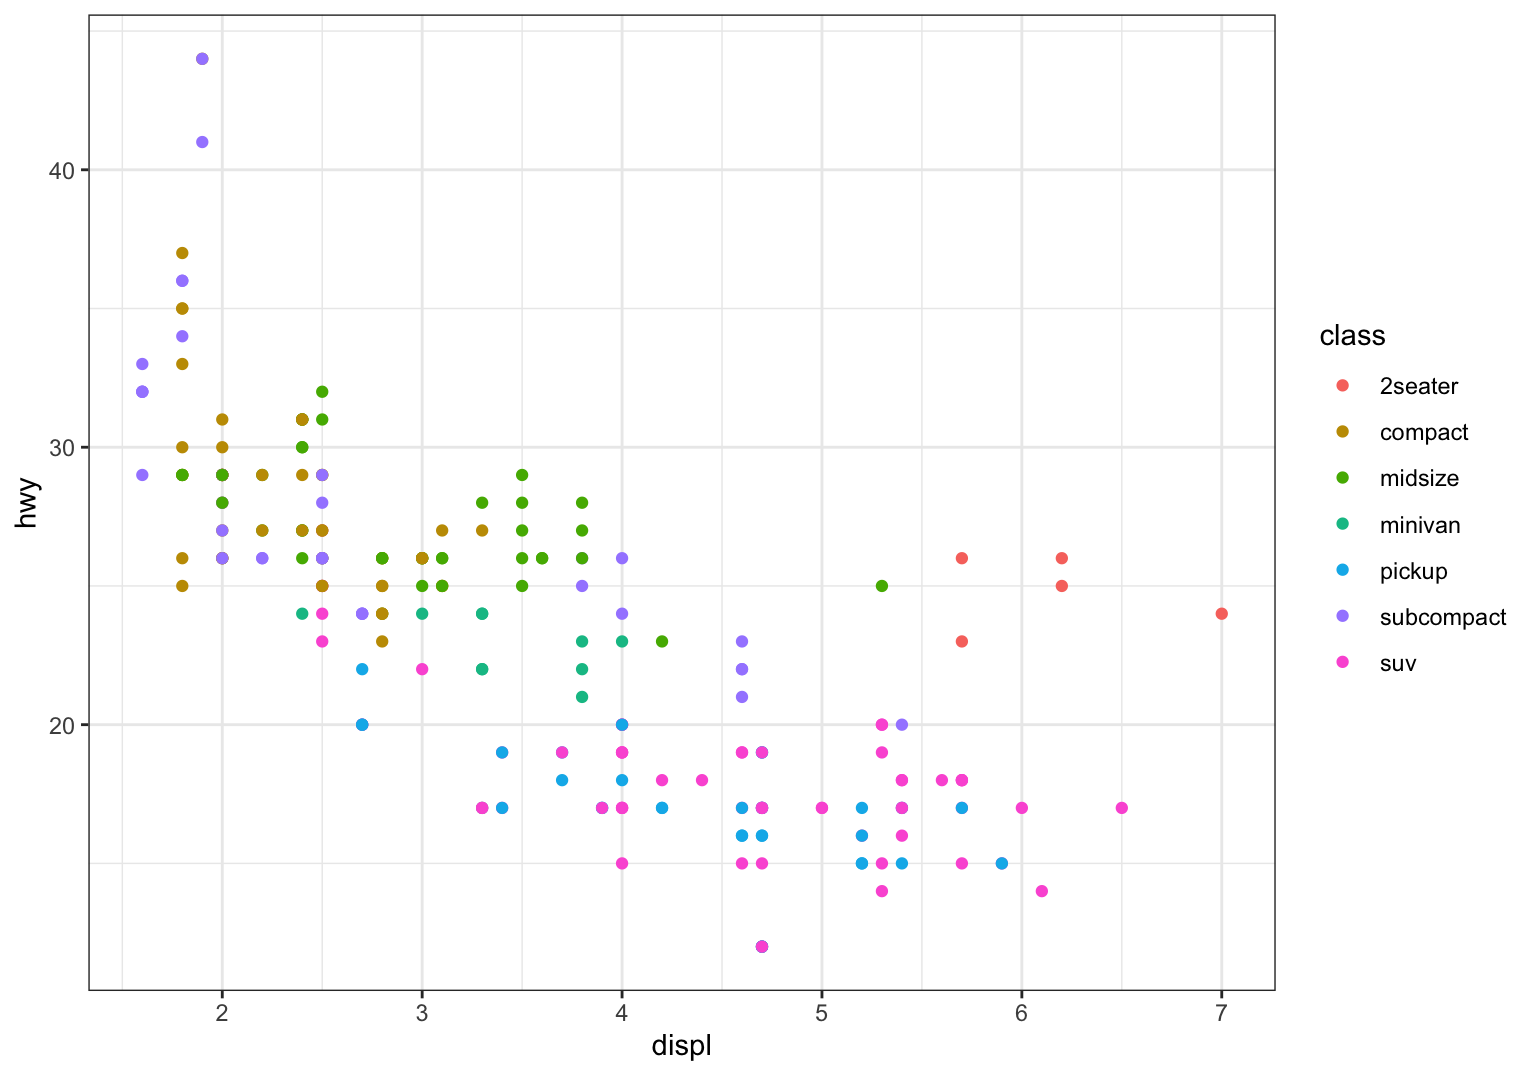 40
30
20
hwy
2 3 4 5 6 7
displ
class
2seater
compact
midsize
minivan
pickup
subcompact
suv